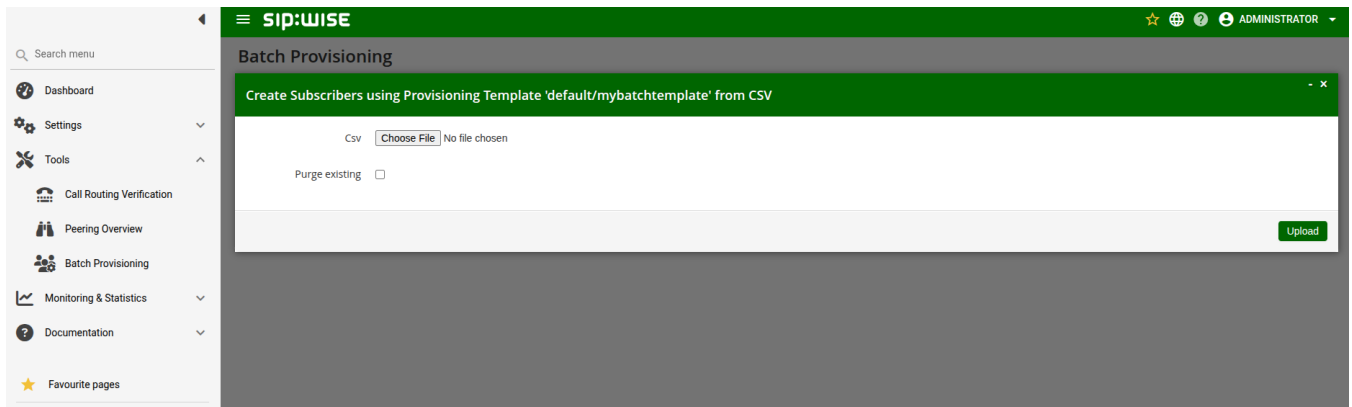 sip:wise
ADMINISTRATOR
Search menu
Dashboard
Settings
Tools
Call Routing Verification
Peering Overview
Batch Provisioning
Monitoring & Statistics
Documentation
Favourite pages
Batch Provisioning
Create Subscribers using Provisioning Template 'default/mybatchtemplate' from CSV
Csv Choose File No file chosen
Purge existing
Upload